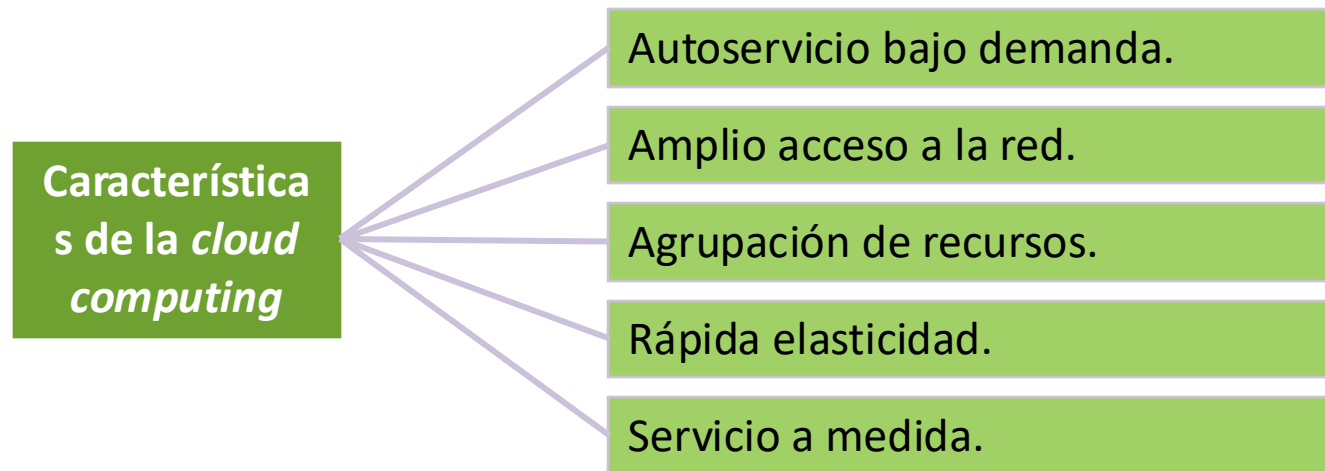 Característica
s de la cloud
computing
Autoservicio bajo demanda.
Amplio acceso a la red.
Agrupación de recursos.
Rápida elasticidad.
Servicio a medida.